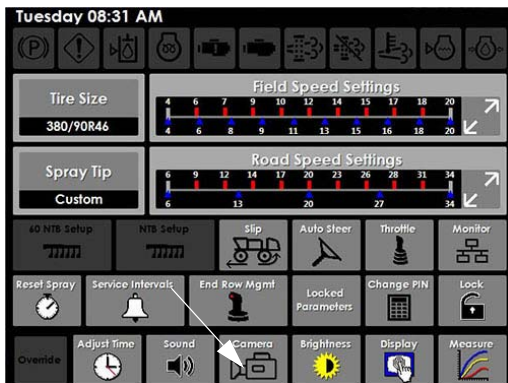 Tuesday 08:31 AM
Tire Size
380/90R46
Field Speed Settings
4 6 7 9 10 12 14 15 17 18 20
4 6 8 9 11 13 15 16 18 20
Spray Tip
Custom
Road Speed Settings
6 9 12 14 17 20 23 26 28 31 34
6 13 20 27 34
60 NTB Setup
NTB Setup
Slip
Auto Steer
Throttle
Monitor
Reset Spray
Service Intervals
End Row Mgmt
Locked
Parameters
Change PIN
Lock
Override
Adjust Time
Sound
Camera
Brightness
Display
Measure